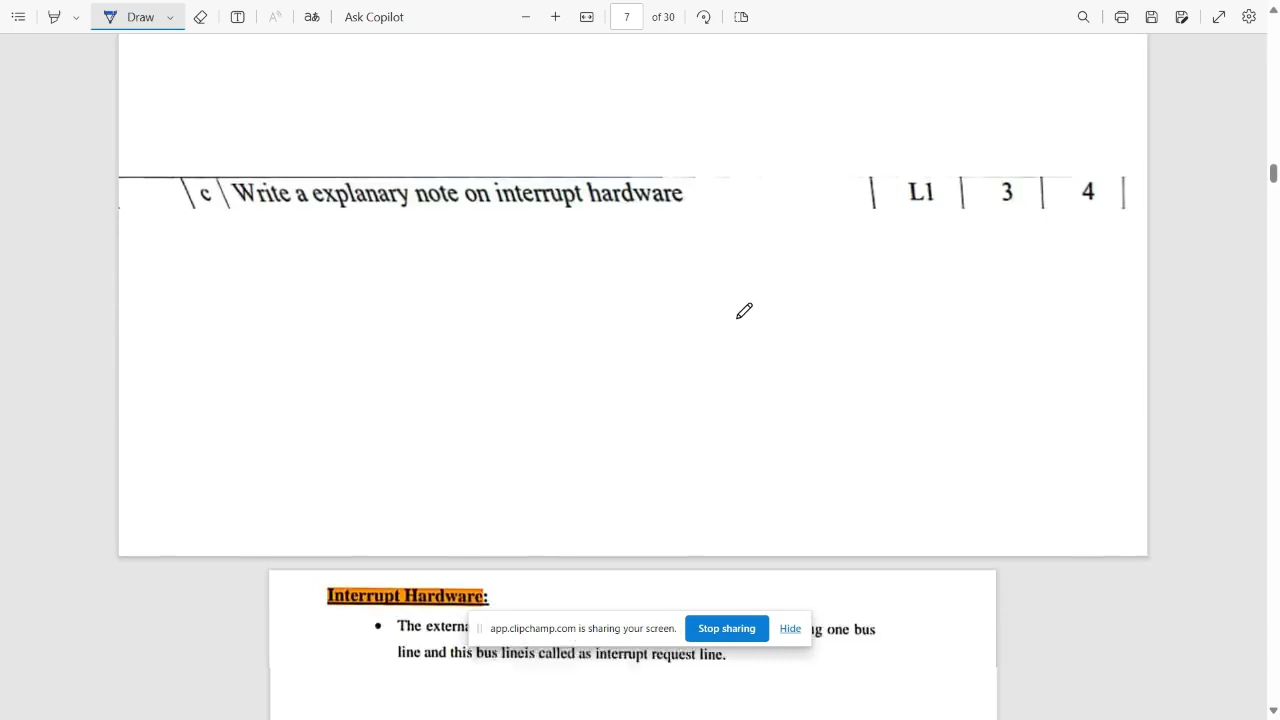 Draw
Ask Copilot
7 of 30
c Write a explanary note on interrupt hardware L1 3 4
Interrupt Hardware:
• The externa
app.clipchamp.com is sharing your screen. Stop sharing Hide
g one bus
line and this bus lineis called as interrupt request line.